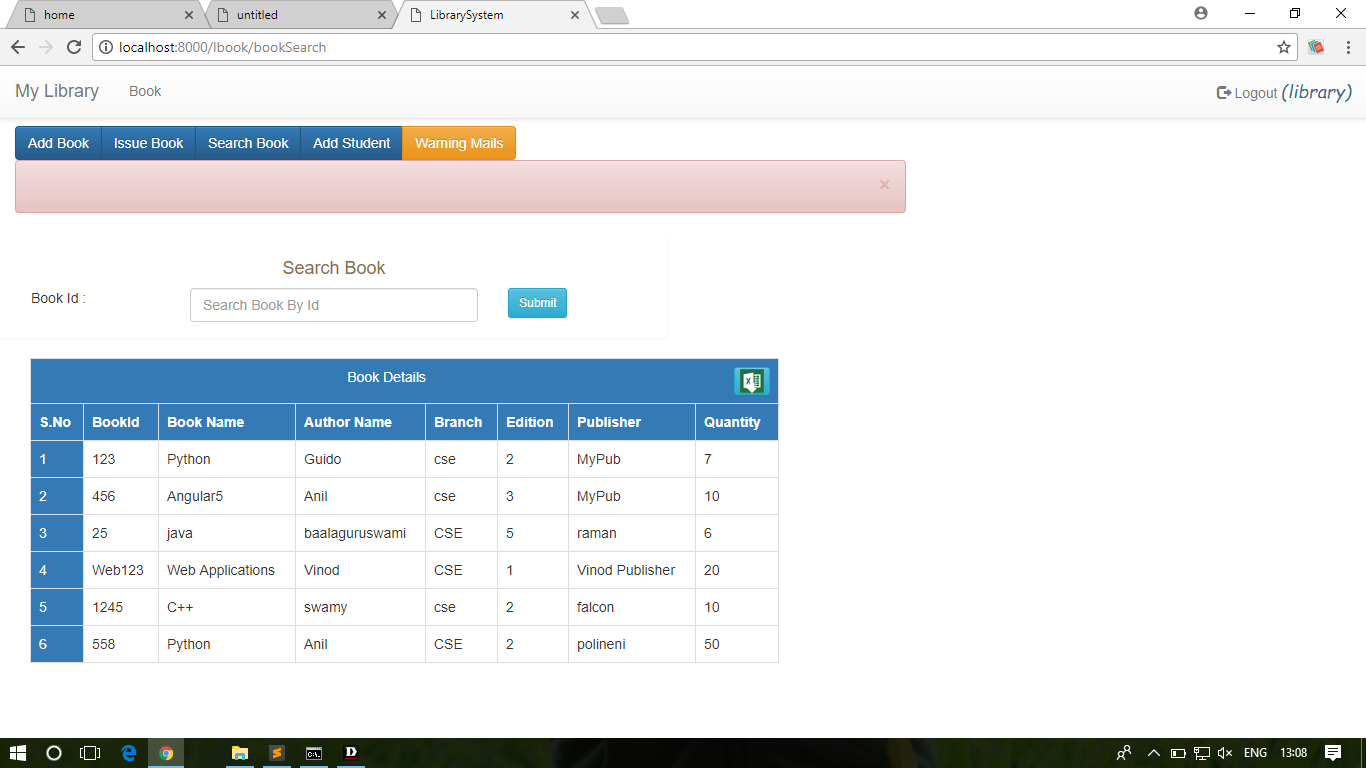 home untitled LibrarySystem
localhost:8000/lbook/bookSearch
My Library Book Logout (library)
Add Book Issue Book Search Book Add Student Warning Mails
×
Search Book
Book Id : Search Book By Id Submit
Book Details
S.No BookId Book Name Author Name Branch Edition Publisher Quantity
1 123 Python Guido cse 2 MyPub 7
2 456 Angular5 Anil cse 3 MyPub 10
3 25 java baalaguruswami CSE 5 raman 6
4 Web123 Web Applications Vinod CSE 1 Vinod Publisher 20
5 1245 C++ swamy cse 2 falcon 10
6 558 Python Anil CSE 2 polineni 50
ENG 13:08